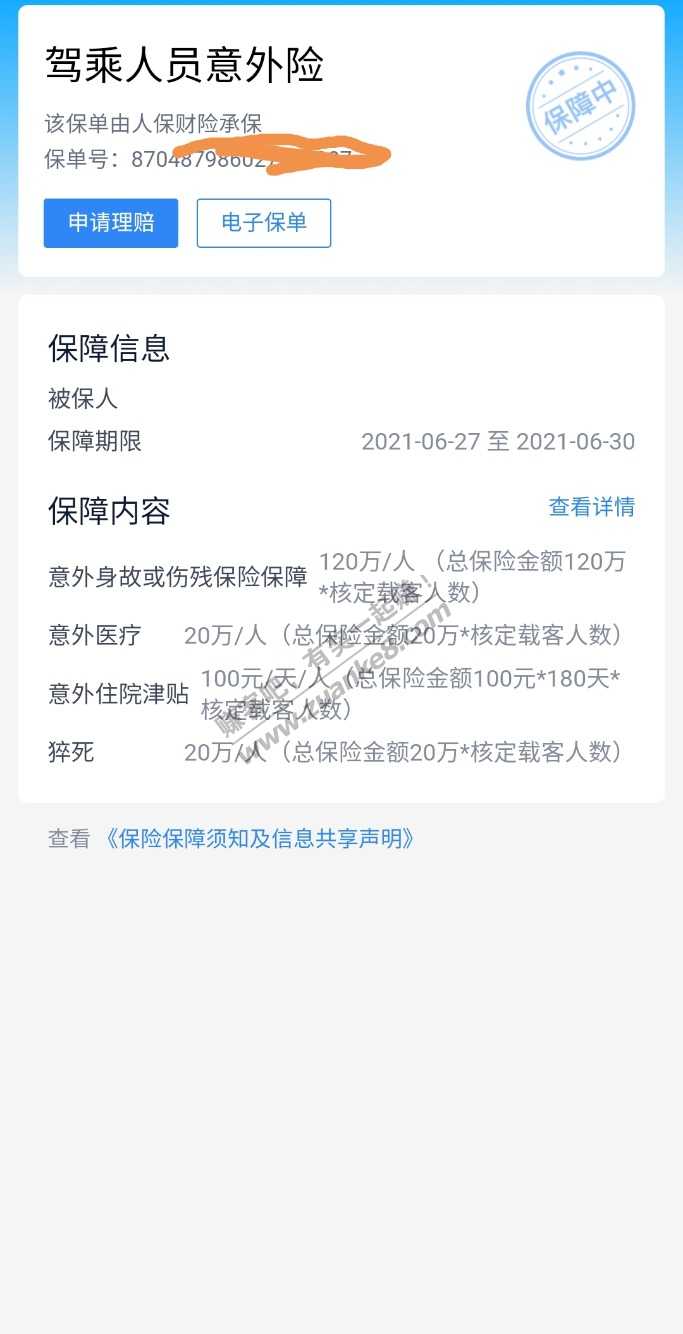 驾乘人员意外险
保障中
该保单由人保财险承保
保单号：87048798602
申请理赔
电子保单
保障信息
被保人
保障期限 2021-06-27 至 2021-06-30
保障内容 查看详情
意外身故或伤残保险保障 120万/人 （总保险金额120万
*核定载客人数）
意外医疗 20万/人（总保险金额20万*核定载客人数）
意外住院津贴 100元/天/人（总保险金额100元*180天*
核定载客人数）
猝死 20万/人（总保险金额20万*核定载客人数）
赚客吧，有奖一起赚！
www.zuanke8.com
查看《保险保障须知及信息共享声明》